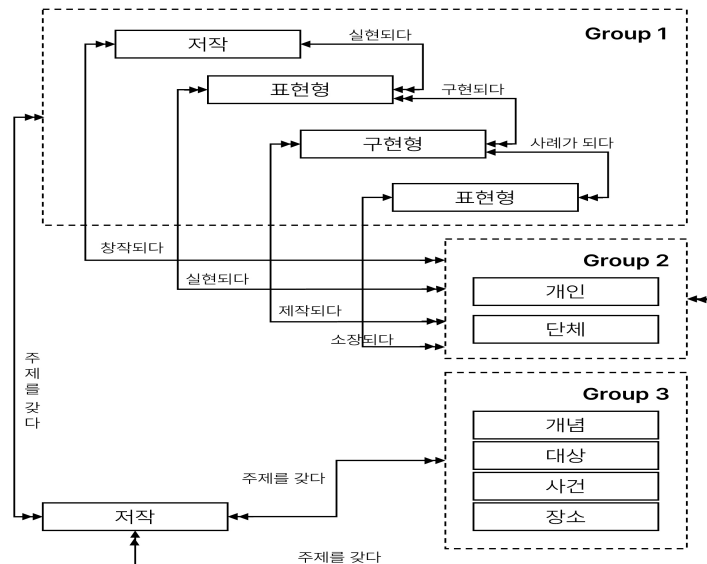 Group 1
저작
실현되다
표현형
구현되다
구현형
사례가 되다
표현형
창작되다
Group 2
실현되다
개인
제작되다
단체
소장되다
주제를 갖다
Group 3
개념
대상
주제를 갖다
사건
저작
장소
주제를 갖다